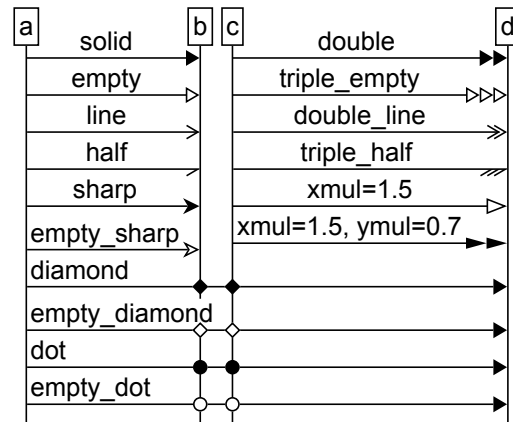 a b c d
solid double
empty triple_empty
line double_line
half triple_half
sharp xmul=1.5
empty_sharp xmul=1.5, ymul=0.7
diamond
empty_diamond
dot
empty_dot